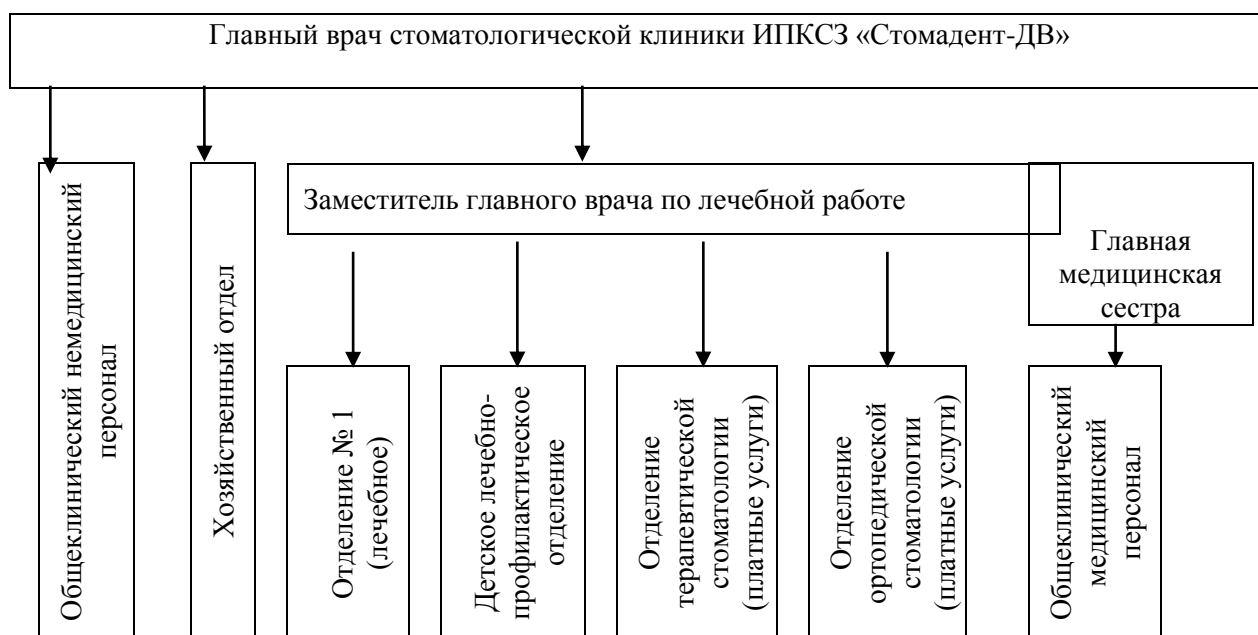 Главный врач стоматологической клиники ИПКСЗ «Стомадент-ДВ»
Общеклинический немедицинский
персонал
Хозяйственный отдел
Заместитель главного врача по лечебной работе
Главная
медицинская
сестра
Отделение № 1
(лечебное)
Детское лечебно-
профилактическое
отделение
Отделение
терапевтической
стоматологии
(платные услуги)
Отделение
ортопедической
стоматологии
(платные услуги)
Общеклинический
медицинский
персонал